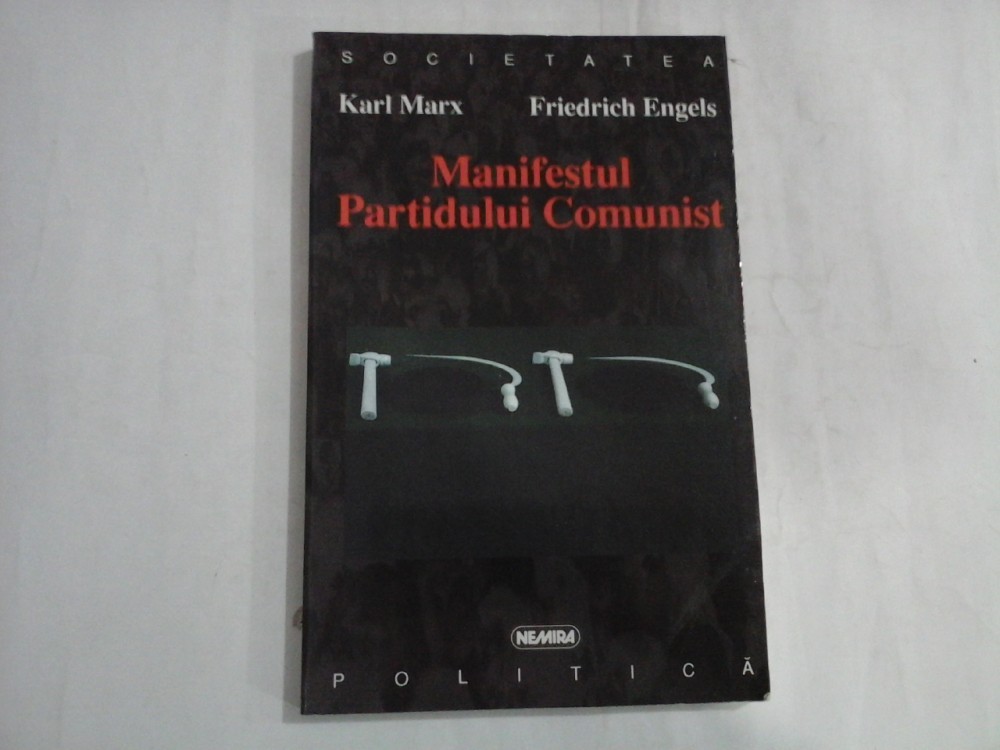 SOCIETATEA
Karl Marx Friedrich Engels
Manifestul
Partidului Comunist
NEMIRA
POLITICĂ